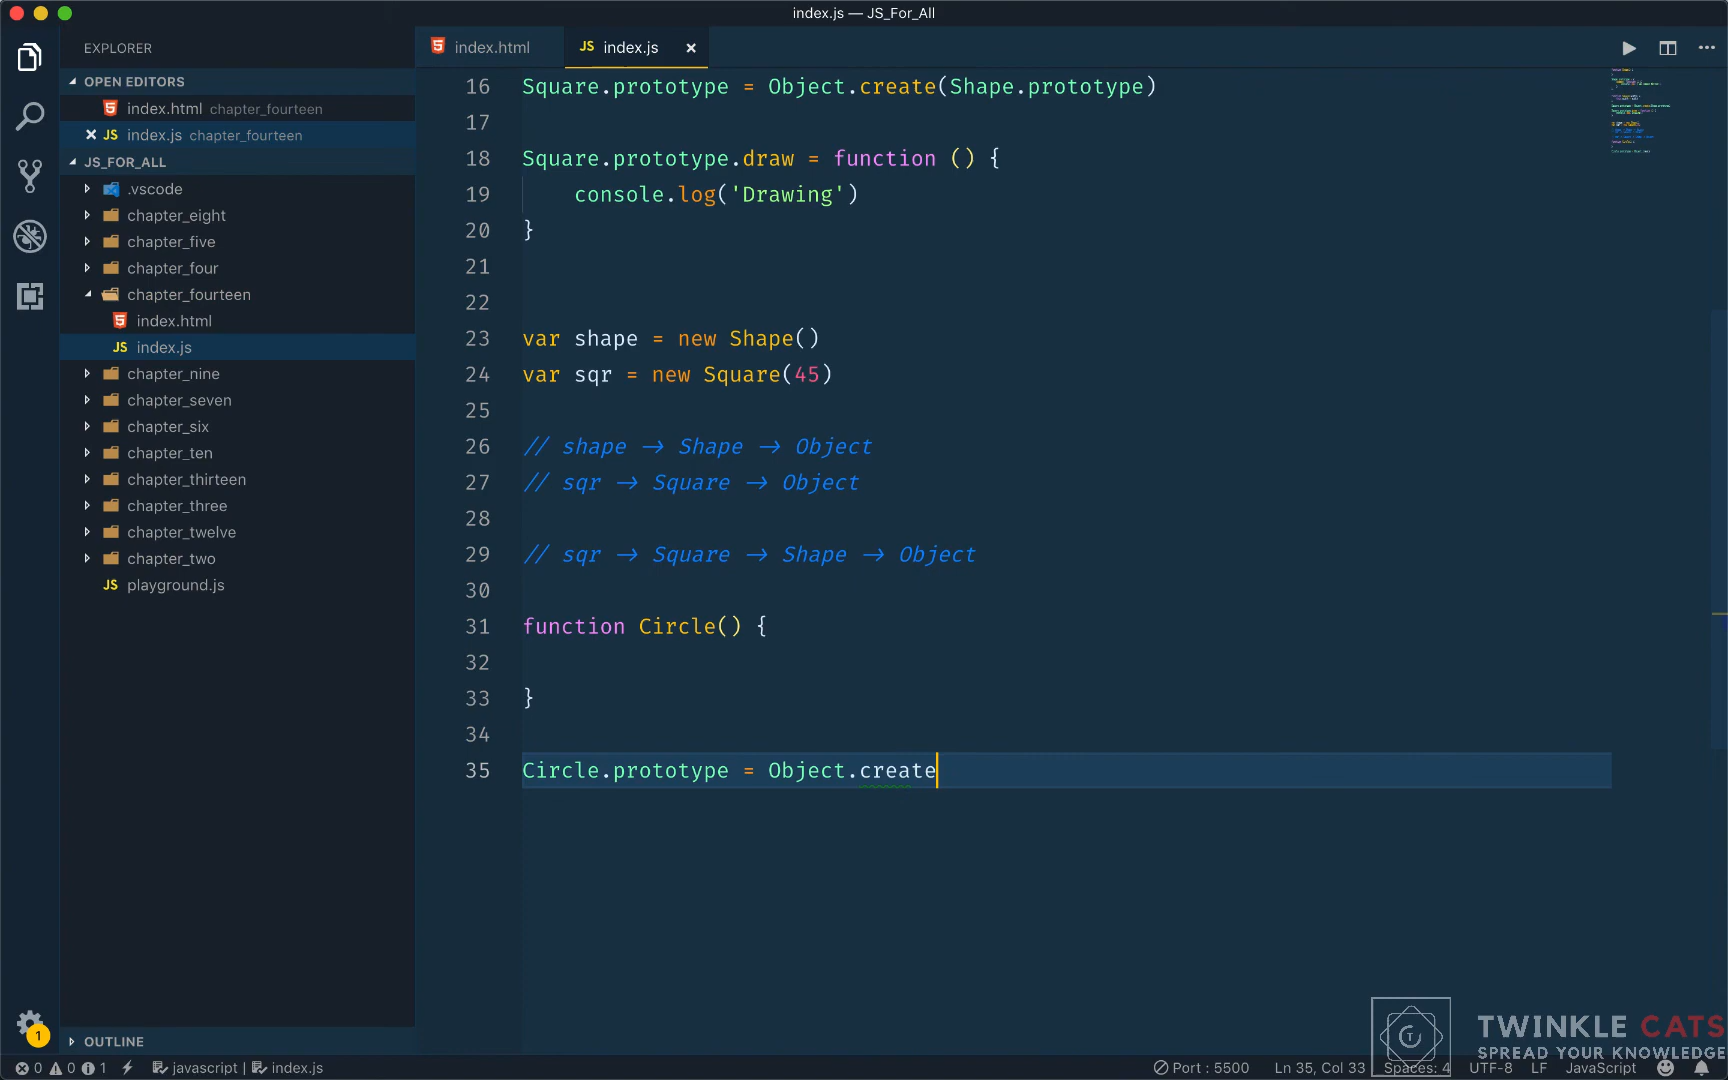 index.js — JS_For_All
EXPLORER
OPEN EDITORS
index.html chapter_fourteen
JS index.js chapter_fourteen
JS_FOR_ALL
.vscode
chapter_eight
chapter_five
chapter_four
chapter_fourteen
index.html
JS index.js
chapter_nine
chapter_seven
chapter_six
chapter_ten
chapter_thirteen
chapter_three
chapter_twelve
chapter_two
JS playground.js
OUTLINE
1
index.html
JS index.js
16 Square.prototype = Object.create(Shape.prototype)
17
18 Square.prototype.draw = function () {
19 console.log('Drawing')
20 }
21
22
23 var shape = new Shape()
24 var sqr = new Square(45)
25
26 // shape -> Shape -> Object
27 // sqr -> Square -> Object
28
29 // sqr -> Square -> Shape -> Object
30
31 function Circle() {
32
33 }
34
35 Circle.prototype = Object.create
TWINKLE CATS
SPREAD YOUR KNOWLEDGE
0 0 1 javascript | index.js Port : 5500 Ln 35, Col 33 Spaces: 4 UTF-8 LF JavaScript